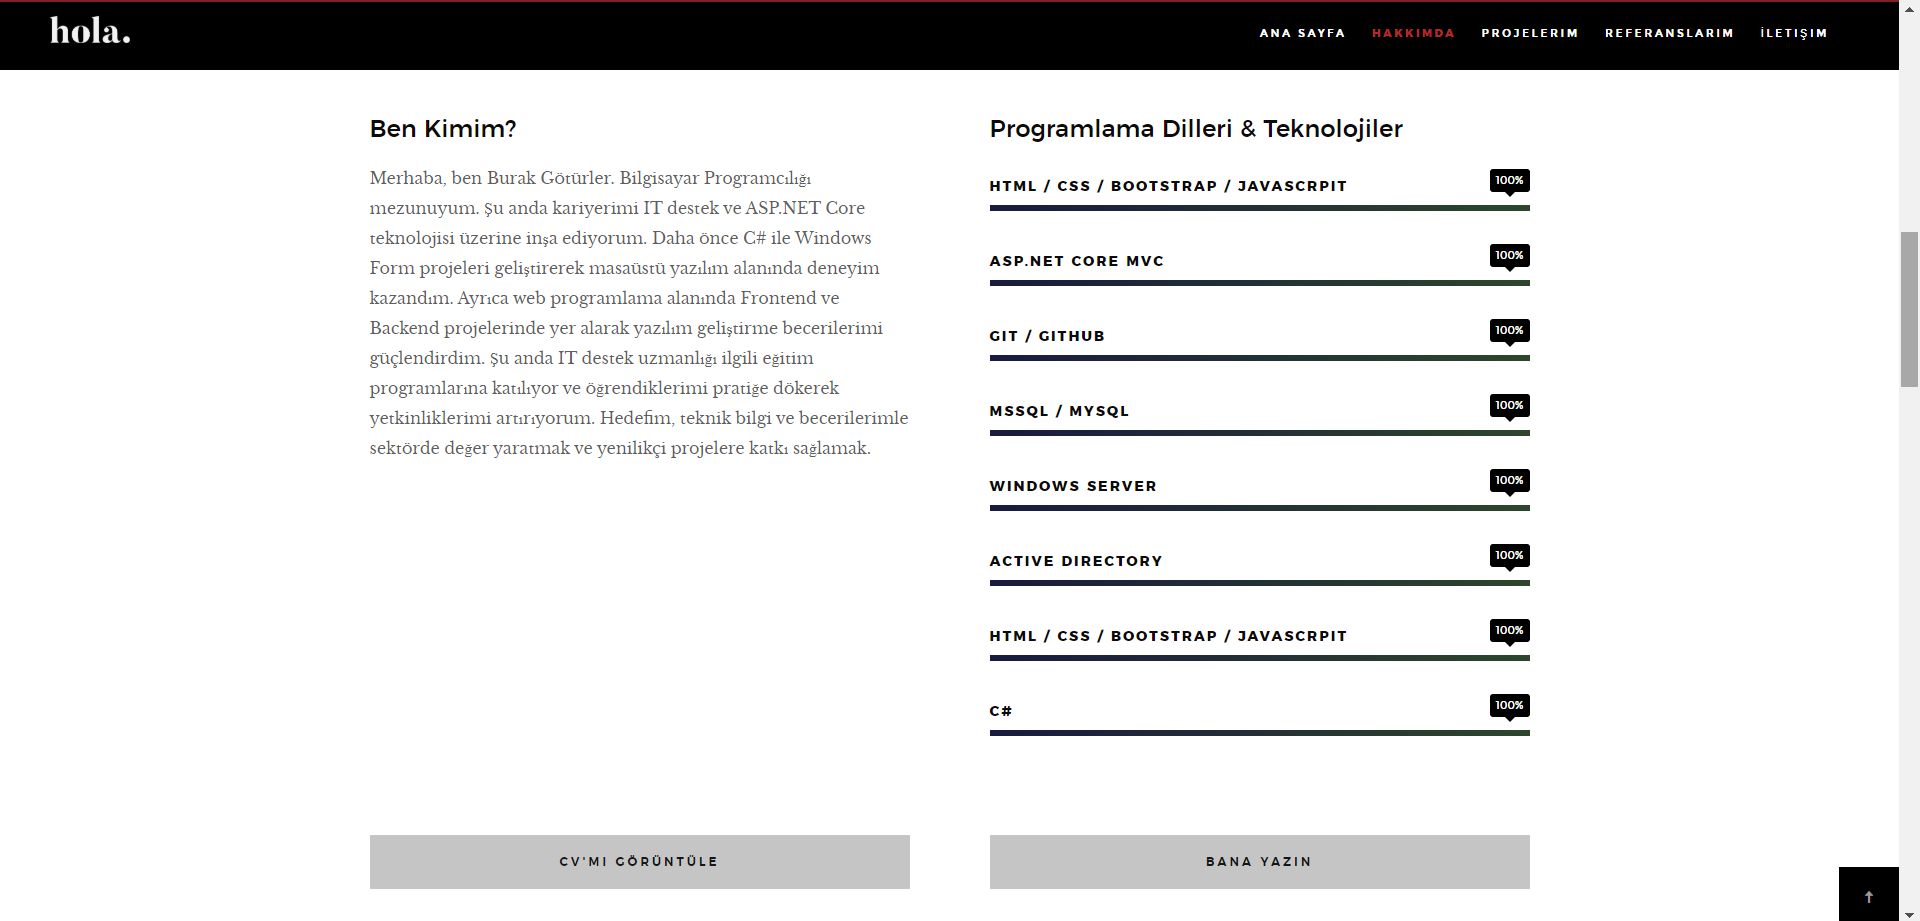 hola.
ANA SAYFA HAKKIMDA PROJELERIM REFERANSLARIM İLETIŞIM
Ben Kimim?
Merhaba, ben Burak Götürler. Bilgisayar Programcılığı
mezunuyum. Şu anda kariyerimi IT destek ve ASP.NET Core
teknolojisi üzerine inşa ediyorum. Daha önce C# ile Windows
Form projeleri geliştirerek masaüstü yazılım alanında deneyim
kazandım. Ayrıca web programlama alanında Frontend ve
Backend projelerinde yer alarak yazılım geliştirme becerilerimi
güçlendirdim. Şu anda IT destek uzmanlığı ilgili eğitim
programlarına katılıyor ve öğrendiklerimi pratiğe dökerek
yetkinliklerimi artırıyorum. Hedefim, teknik bilgi ve becerilerimle
sektörde değer yaratmak ve yenilikçi projelere katkı sağlamak.
Programlama Dilleri & Teknolojiler
HTML / CSS / BOOTSTRAP / JAVASCRPIT 100%
ASP.NET CORE MVC 100%
GIT / GITHUB 100%
MSSQL / MYSQL 100%
WINDOWS SERVER 100%
ACTIVE DIRECTORY 100%
HTML / CSS / BOOTSTRAP / JAVASCRPIT 100%
C# 100%
CV'MI GÖRÜNTÜLE
BANA YAZIN